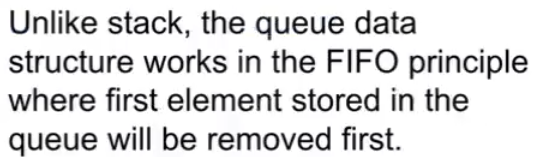 Unlike stack, the queue data
structure works in the FIFO principle
where first element stored in the
queue will be removed first.